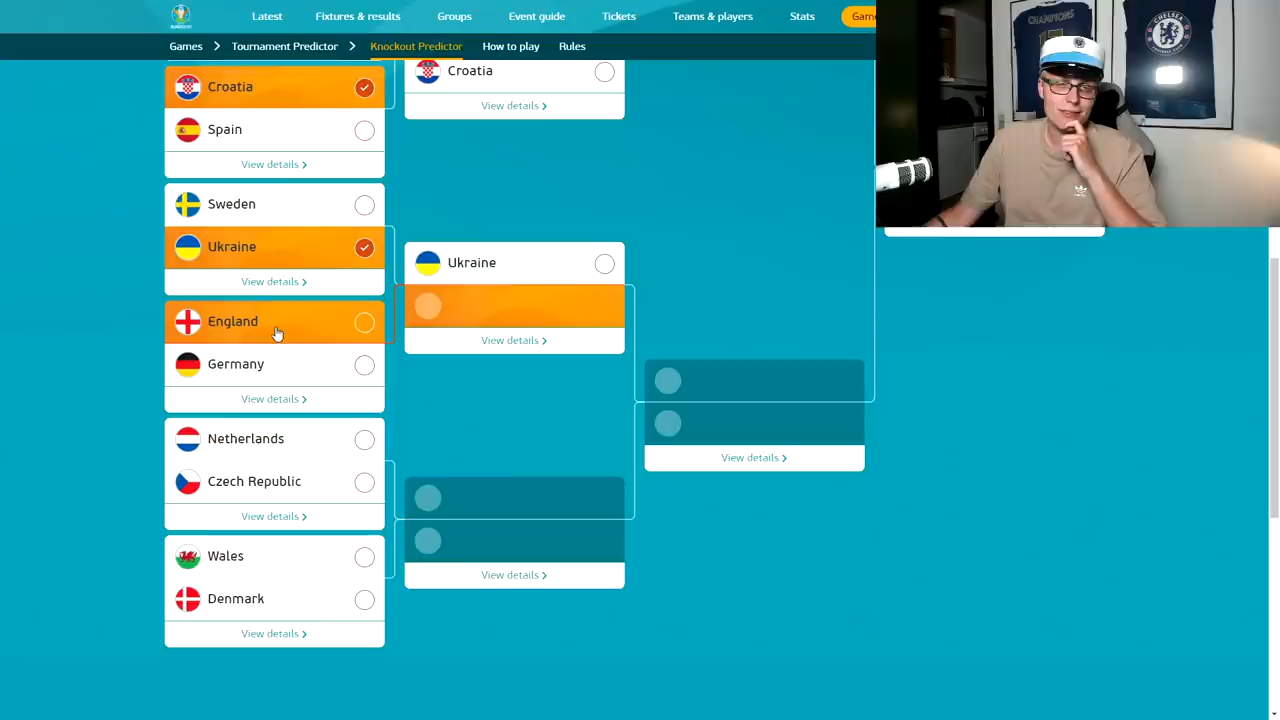 Latest
Fixtures & results
Groups
Event guide
Tickets
Teams & players
Stats
Games
Tournament Predictor
Knockout Predictor
How to play
Rules
Croatia
Spain
View details
Croatia
View details
Sweden
Ukraine
View details
Ukraine
View details
England
Germany
View details
View details
Netherlands
Czech Republic
View details
Wales
Denmark
View details
View details
CHAMPIONS
CHELSEA